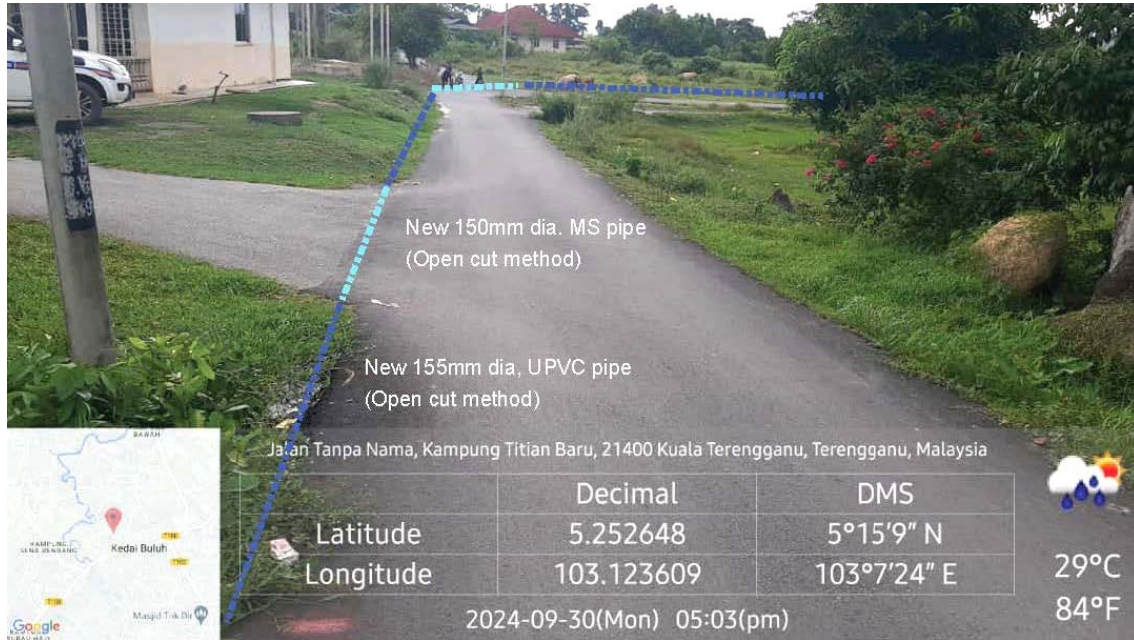 New 150mm dia. MS pipe
(Open cut method)
New 155mm dia, UPVC pipe
(Open cut method)
Jalan Tanpa Nama, Kampung Titian Baru, 21400 Kuala Terengganu, Terengganu, Malaysia
Decimal DMS
Latitude 5.252648 5°15'9" N
Longitude 103.123609 103°7'24" E
2024-09-30(Mon) 05:03(pm)
29°C
84°F
BAWAH
Kedai Buluh
Masjid Tok Dir
Google